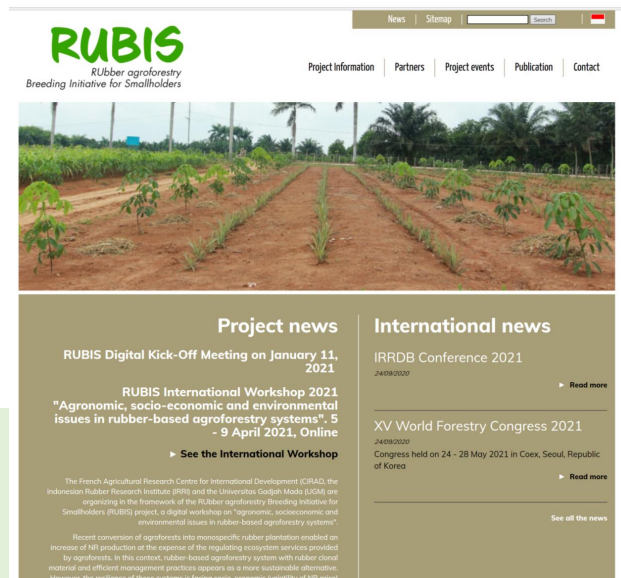 News
Sitemap
Search
RUBIS
RUbber agroforestry
Breeding Initiative for Smallholders
Project Information
Partners
Project events
Publication
Contact
Project news
RUBIS Digital Kick-Off Meeting on January 11,
2021
RUBIS International Workshop 2021
"Agronomic, socio-economic and environmental
issues in rubber-based agroforestry systems". 5
- 9 April 2021, Online
► See the International Workshop
The French Agricultural Research Centre for International Development (CIRAD, the
Indonesian Rubber Research Institute (IRRI) and the Universitas Gadjah Mada (UGM) are
organizing in the framework of the RUbber agroforestry Breeding Initiative for
Smallholders (RUBIS) project, a digital workshop on "agronomic, socioeconomic and
environmental issues in rubber-based agroforestry systems".
Recent conversion of agroforests into monospecific rubber plantation enabled an
increase of NR production at the expense of the regulating ecosystem services provided
by agroforests. In this context, rubber-based agroforestry system with rubber clonal
material and efficient management practices appears as a more sustainable alternative.
International news
IRRDB Conference 2021
24/09/2020
► Read more
XV World Forestry Congress 2021
24/09/2020
Congress held on 24 - 28 May 2021 in Coex, Seoul, Republic
of Korea
► Read more
See all the news